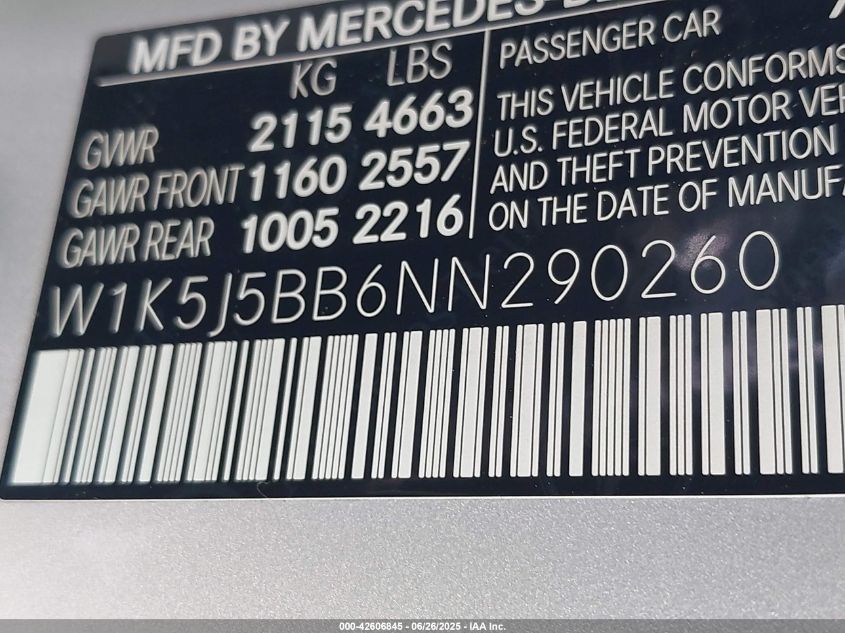 MFD BY MERCEDES-
KG LBS
GVWR 2115 4663
GAWR FRONT 1160 2557
GAWR REAR 1005 2216
PASSENGER CAR
THIS VEHICLE CONFORMS
U.S. FEDERAL MOTOR VEH
AND THEFT PREVENTION
ON THE DATE OF MANUFA
W1K5J5BB6NN290260
000-42606845 - 06/26/2025 - IAA Inc.